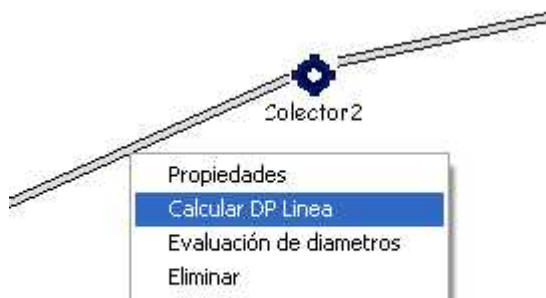 Colector2
Propiedades
Calcular DP Linea
Evaluación de diametros
Eliminar